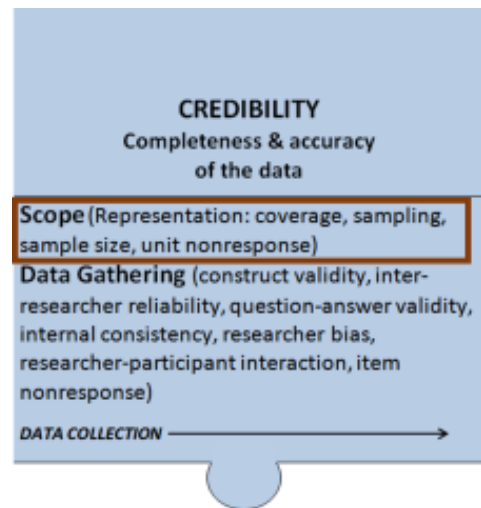 CREDIBILITY
Completeness & accuracy
of the data
Scope (Representation: coverage, sampling,
sample size, unit nonresponse)
Data Gathering (construct validity, inter-
researcher reliability, question-answer validity,
internal consistency, researcher bias,
researcher-participant interaction, item
nonresponse)
DATA COLLECTION